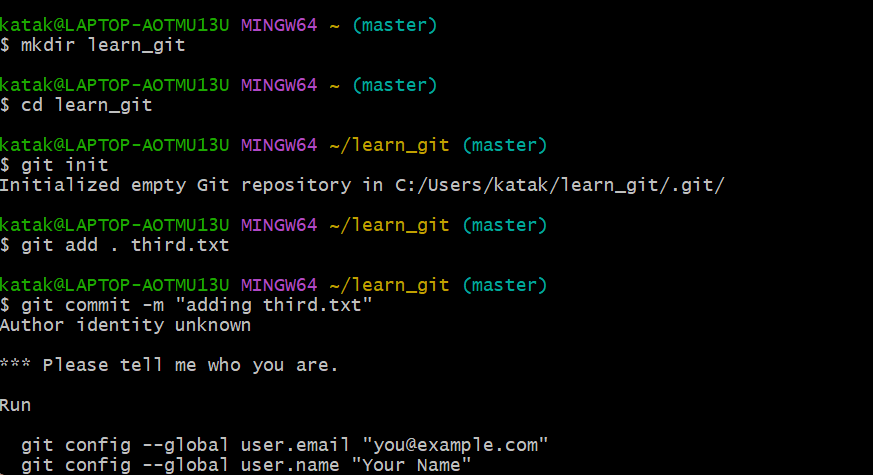 katak@LAPTOP-AOTMU13U MINGW64 ~ (master)
$ mkdir learn_git
katak@LAPTOP-AOTMU13U MINGW64 ~ (master)
$ cd learn_git
katak@LAPTOP-AOTMU13U MINGW64 ~/learn_git (master)
$ git init
Initialized empty Git repository in C:/Users/katak/learn_git/.git/
katak@LAPTOP-AOTMU13U MINGW64 ~/learn_git (master)
$ git add . third.txt
katak@LAPTOP-AOTMU13U MINGW64 ~/learn_git (master)
$ git commit -m "adding third.txt"
Author identity unknown
*** Please tell me who you are.
Run
git config --global user.email "you@example.com"
git config --global user.name "Your Name"